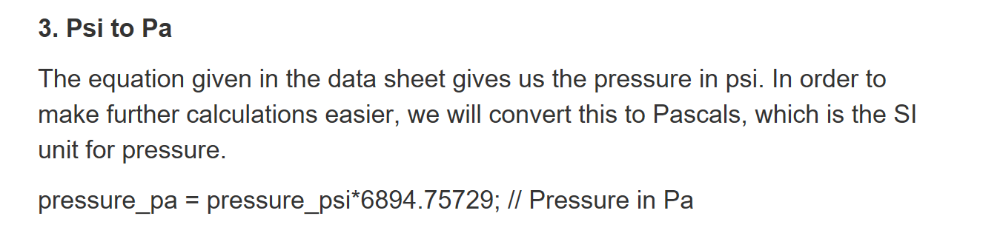 3. Psi to Pa
The equation given in the data sheet gives us the pressure in psi. In order to
make further calculations easier, we will convert this to Pascals, which is the SI
unit for pressure.
pressure_pa = pressure_psi*6894.75729; // Pressure in Pa